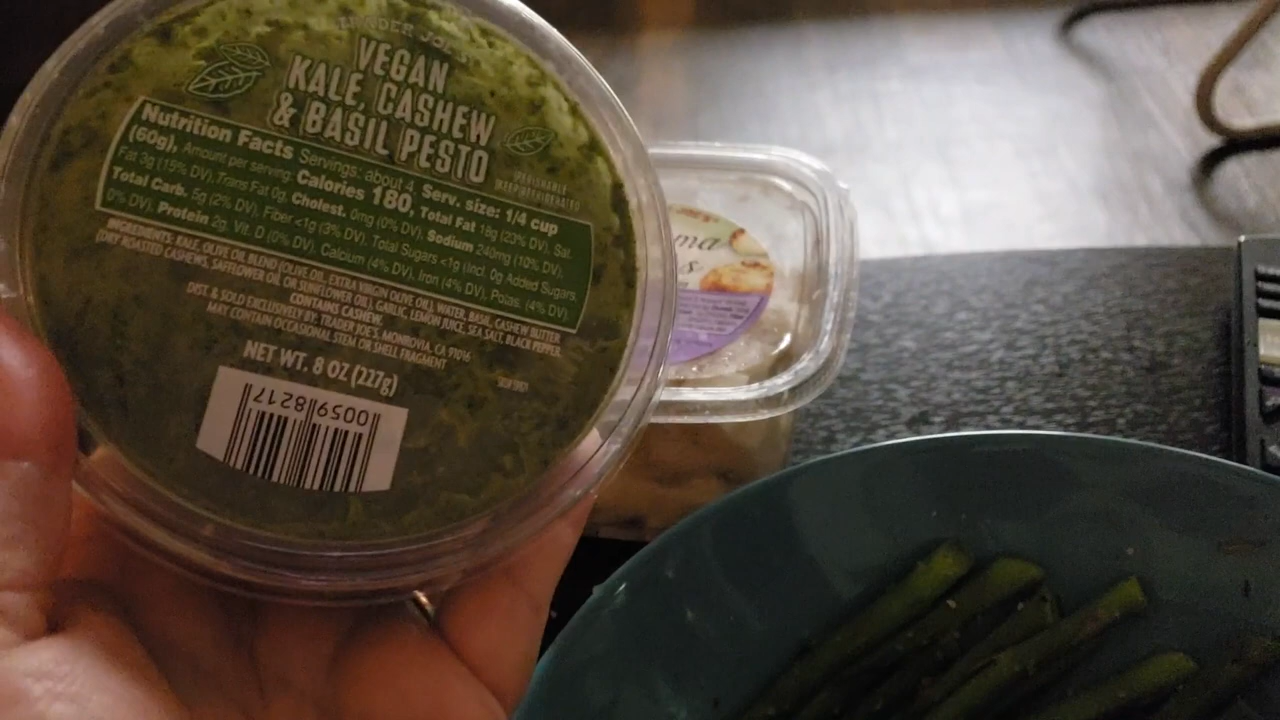 TRADER JOE'S
VEGAN
KALE, CASHEW
& BASIL PESTO
PERISHABLE
KEEP REFRIGERATED
Nutrition Facts Servings: about 4, Serv. size: 1/4 cup
(60g), Amount per serving: Calories 180, Total Fat 18g (23% DV), Sat.
Fat 3g (15% DV), Trans Fat 0g, Cholest. 0mg (0% DV), Sodium 240mg (10% DV),
Total Carb. 5g (2% DV), Fiber <1g (3% DV), Total Sugars <1g (Incl. 0g Added Sugars,
0% DV), Protein 2g, Vit. D (0% DV), Calcium (4% DV), Iron (4% DV), Potas. (4% DV).
INGREDIENTS: KALE, OLIVE OIL BLEND (OLIVE OIL, EXTRA VIRGIN OLIVE OIL), WATER, BASIL, CASHEW BUTTER
(DRY ROASTED CASHEWS, SAFFLOWER OIL OR SUNFLOWER OIL), GARLIC, LEMON JUICE, SEA SALT, BLACK PEPPER.
CONTAINS CASHEW.
DIST. & SOLD EXCLUSIVELY BY: TRADER JOE'S, MONROVIA, CA 91016
MAY CONTAIN OCCASIONAL STEM OR SHELL FRAGMENT
NET WT. 8 OZ (227g)
00598217
ma
s